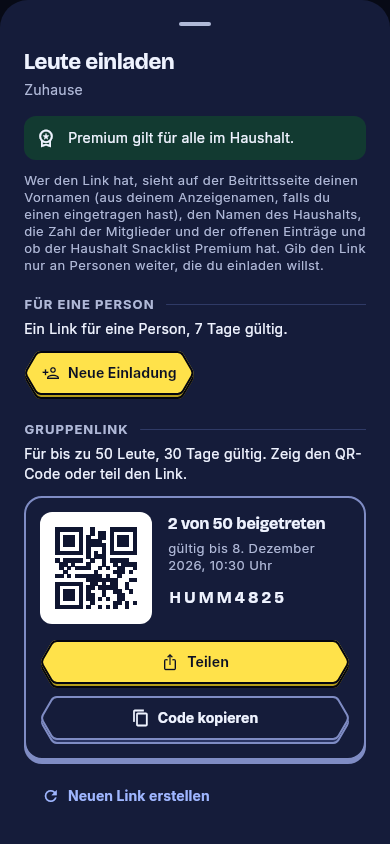 Leute einladen
Zuhause
Premium gilt für alle im Haushalt.
Wer den Link hat, sieht auf der Beitrittsseite deinen
Vornamen (aus deinem Anzeigenamen, falls du
einen eingetragen hast), den Namen des Haushalts,
die Zahl der Mitglieder und der offenen Einträge und
ob der Haushalt Snacklist Premium hat. Gib den Link
nur an Personen weiter, die du einladen willst.
FÜR EINE PERSON
Ein Link für eine Person, 7 Tage gültig.
Neue Einladung
GRUPPENLINK
Für bis zu 50 Leute, 30 Tage gültig. Zeig den QR-
Code oder teil den Link.
2 von 50 beigetreten
gültig bis 8. Dezember
2026, 10:30 Uhr
HUMM4825
Teilen
Code kopieren
Neuen Link erstellen